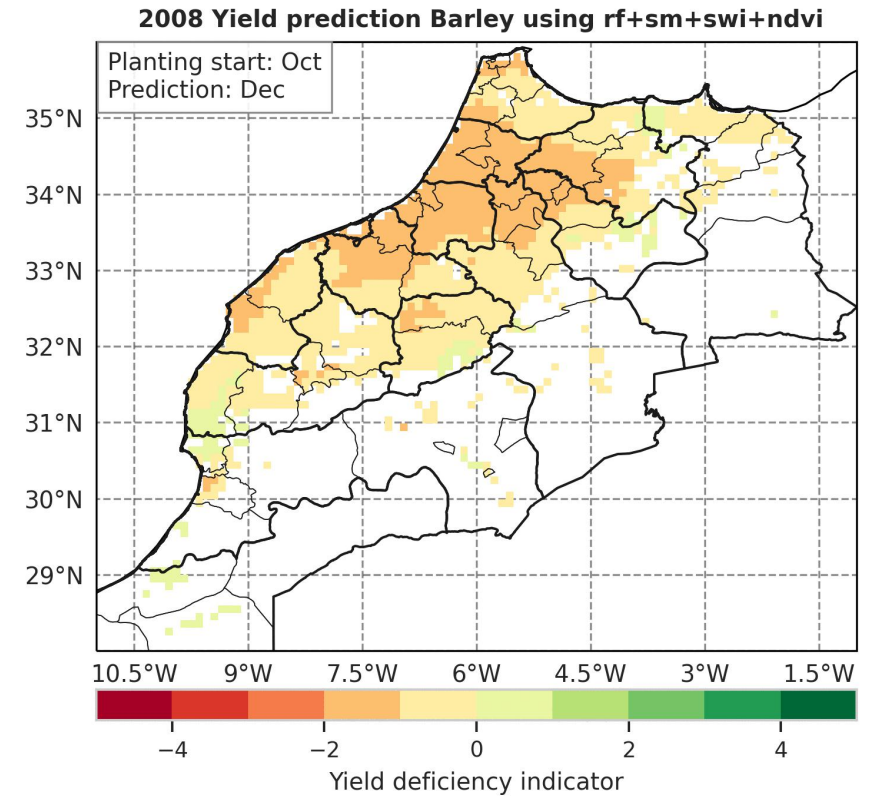 2008 Yield prediction Barley using rf+sm+swi+ndvi
Planting start: Oct
Prediction: Dec
35°N
34°N
33°N
32°N
31°N
30°N
29°N
10.5°W 9°W 7.5°W 6°W 4.5°W 3°W 1.5°W
−4 −2 0 2 4
Yield deficiency indicator